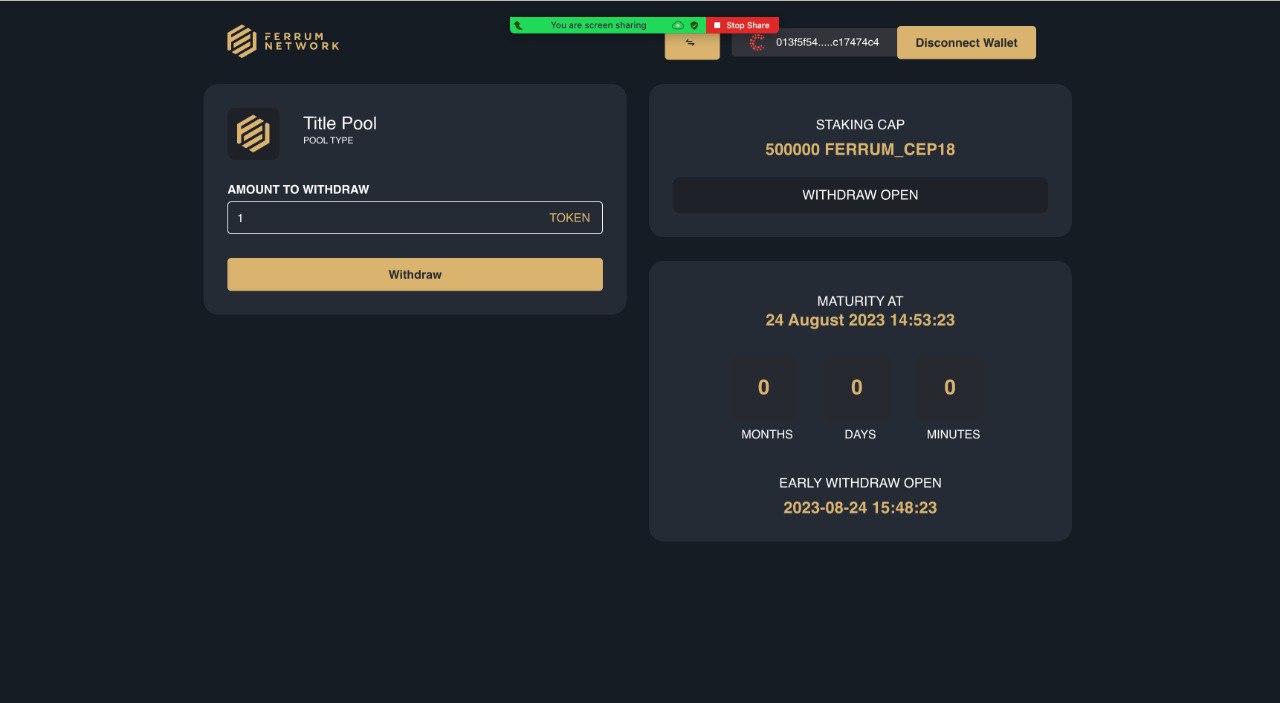 You are screen sharing
Stop Share
FERRUM
NETWORK
013f5f54.....c17474c4
Disconnect Wallet
Title Pool
POOL TYPE
AMOUNT TO WITHDRAW
1
TOKEN
Withdraw
STAKING CAP
500000 FERRUM_CEP18
WITHDRAW OPEN
MATURITY AT
24 August 2023 14:53:23
0 0 0
MONTHS DAYS MINUTES
EARLY WITHDRAW OPEN
2023-08-24 15:48:23